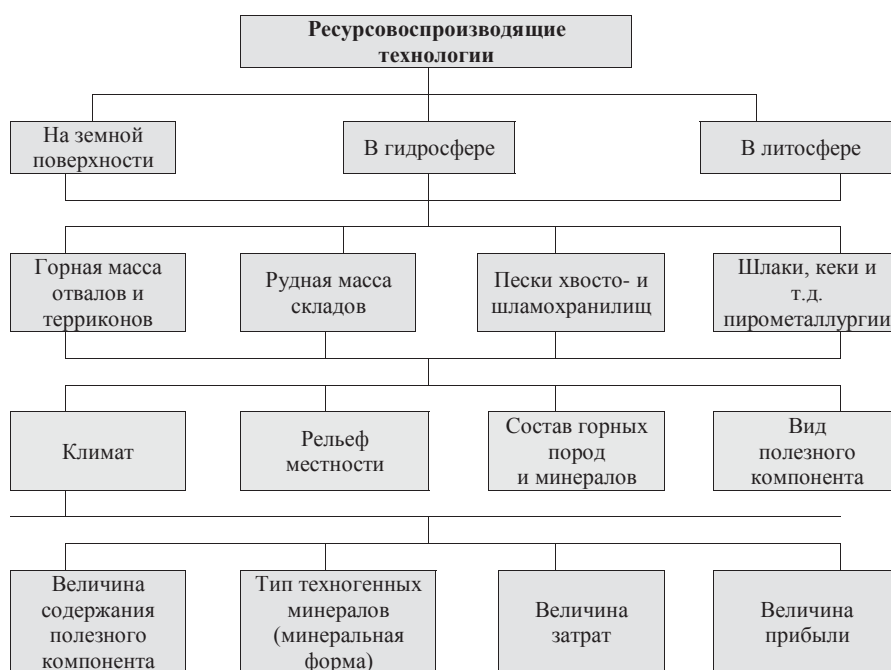 Ресурсовоспроизводящие
технологии
На земной
поверхности
В гидросфере
В литосфере
Горная масса
отвалов и
терриконов
Рудная масса
складов
Пески хвосто- и
шламохранилищ
Шлаки, кеки и
т.д.
пирометаллургии
Климат
Рельеф
местности
Состав горных
пород
и минералов
Вид
полезного
компонента
Величина
содержания
полезного
компонента
Тип техногенных
минералов
(минеральная
форма)
Величина
затрат
Величина
прибыли